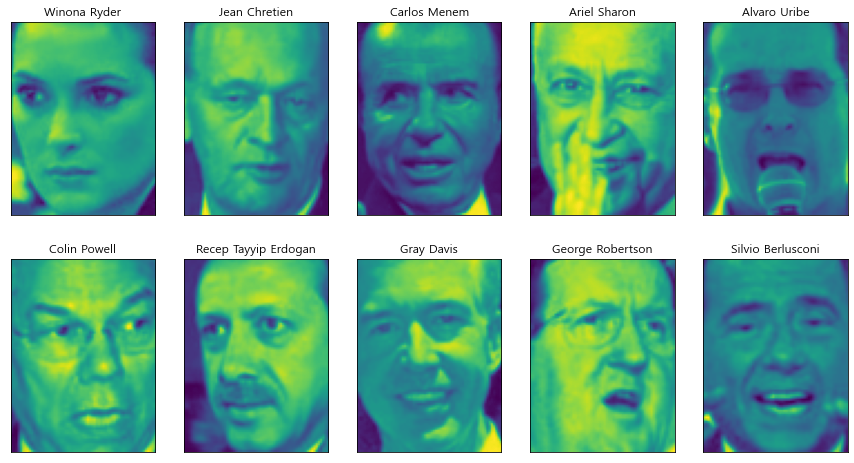 Winona Ryder
Jean Chretien
Carlos Menem
Ariel Sharon
Alvaro Uribe
Colin Powell
Recep Tayyip Erdogan
Gray Davis
George Robertson
Silvio Berlusconi